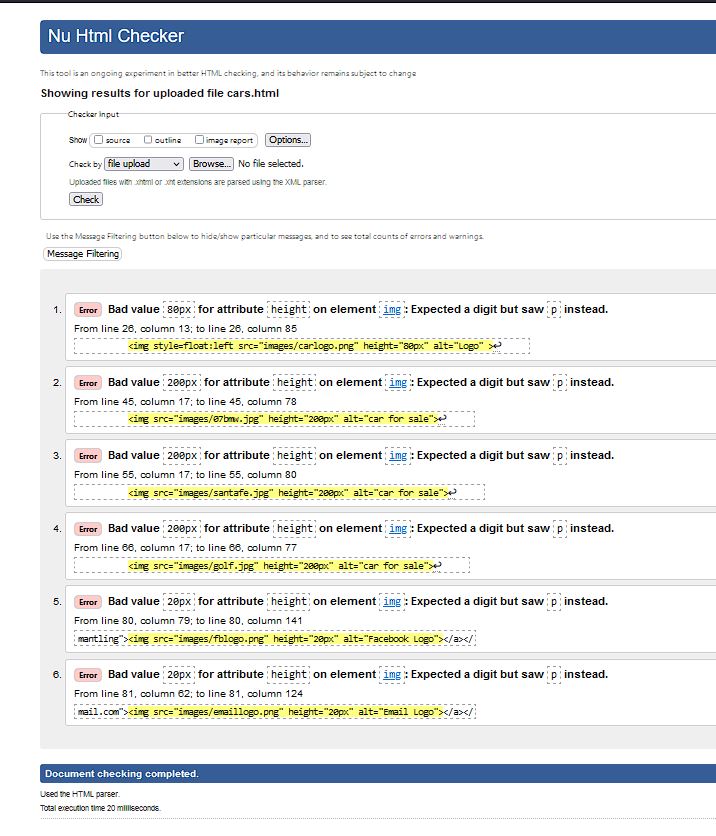 Nu Html Checker
This tool is an ongoing experiment in better HTML checking, and its behavior remains subject to change
Showing results for uploaded file cars.html
Checker Input
Show source outline image report Options...
Check by file upload Browse... No file selected.
Uploaded files with .xhtml or .xht extensions are parsed using the XML parser.
Check
Use the Message Filtering button below to hide/show particular messages, and to see total counts of errors and warnings.
Message Filtering
1. Error Bad value 80px for attribute height on element img: Expected a digit but saw p instead.
From line 26, column 13; to line 26, column 85
<img style=float:left src="images/carlogo.png" height="80px" alt="Logo" >↩
2. Error Bad value 200px for attribute height on element img: Expected a digit but saw p instead.
From line 45, column 17; to line 45, column 78
<img src="images/07bmw.jpg" height="200px" alt="car for sale">↩
3. Error Bad value 200px for attribute height on element img: Expected a digit but saw p instead.
From line 55, column 17; to line 55, column 80
<img src="images/santafe.jpg" height="200px" alt="car for sale">↩
4. Error Bad value 200px for attribute height on element img: Expected a digit but saw p instead.
From line 66, column 17; to line 66, column 77
<img src="images/golf.jpg" height="200px" alt="car for sale">↩
5. Error Bad value 20px for attribute height on element img: Expected a digit but saw p instead.
From line 80, column 79; to line 80, column 141
mantling"><img src="images/fblogo.png" height="20px" alt="Facebook Logo"></a></
6. Error Bad value 20px for attribute height on element img: Expected a digit but saw p instead.
From line 81, column 62; to line 81, column 124
mail.com"><img src="images/emaillogo.png" height="20px" alt="Email Logo"></a></
Document checking completed.
Used the HTML parser.
Total execution time 20 milliseconds.